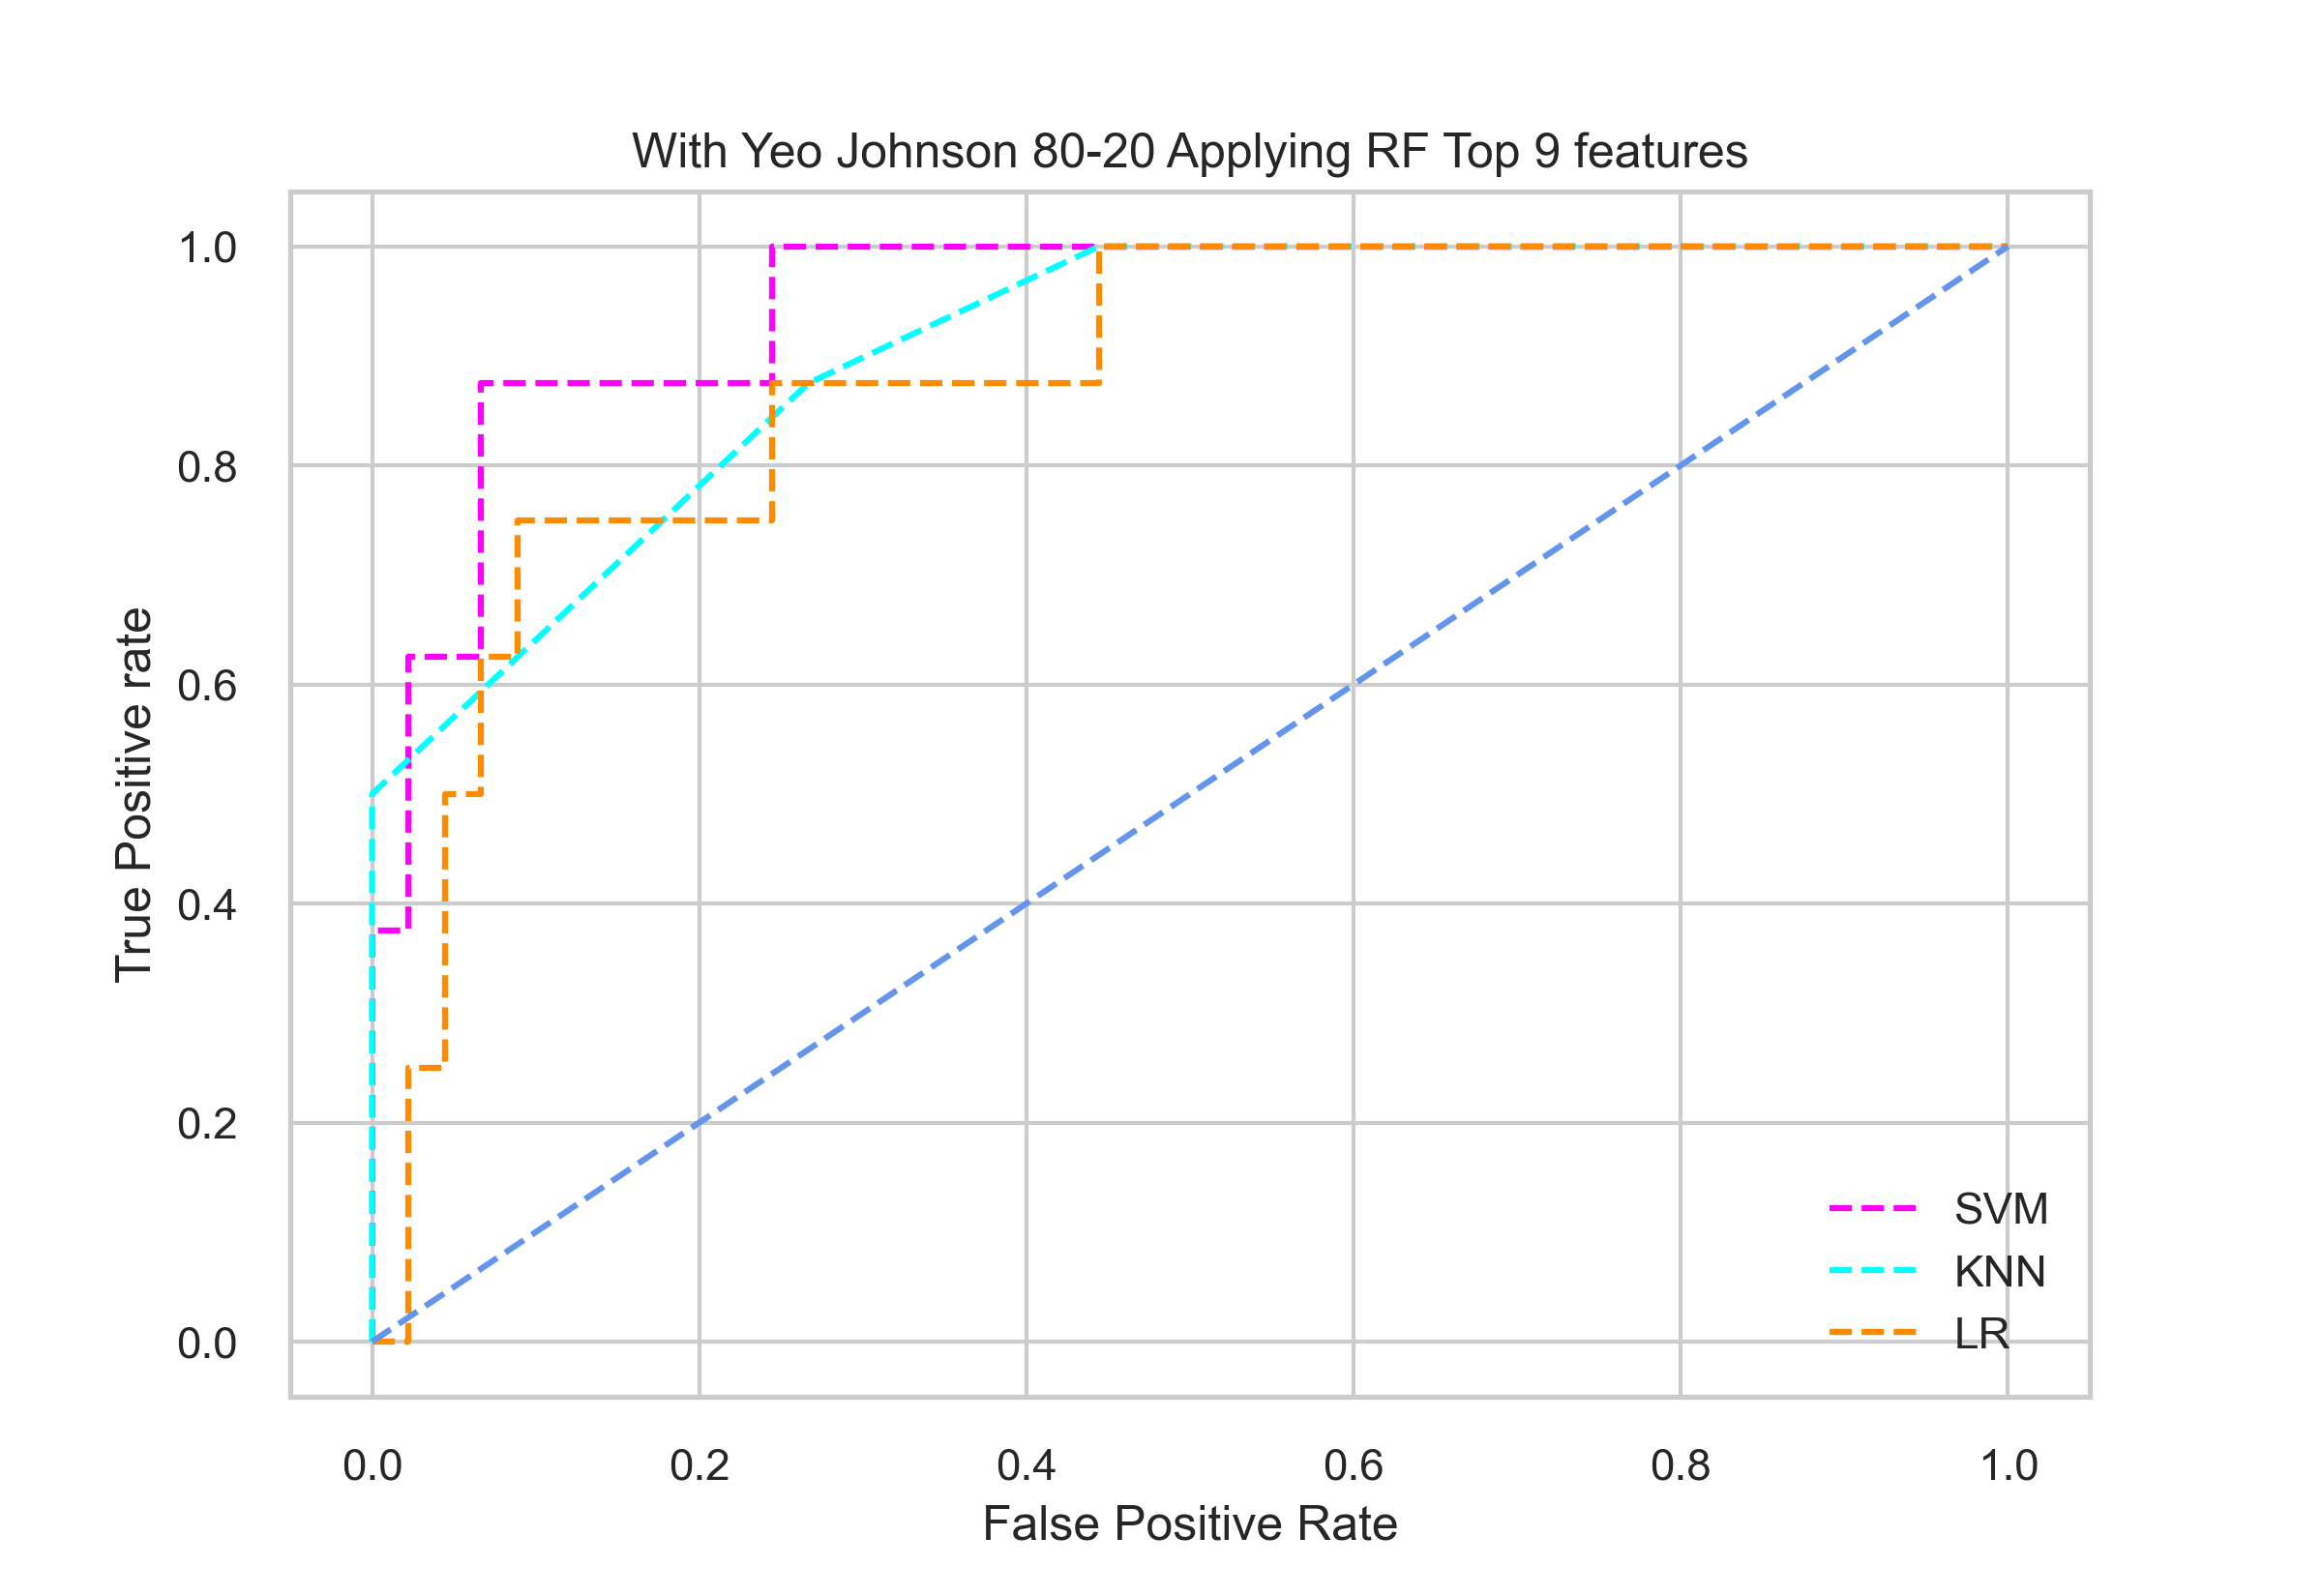 With Yeo Johnson 80-20 Applying RF Top 9 features
True Positive rate
1.0
0.8
0.6
0.4
0.2
0.0
SVM
KNN
LR
0.0 0.2 0.4 0.6 0.8 1.0
False Positive Rate